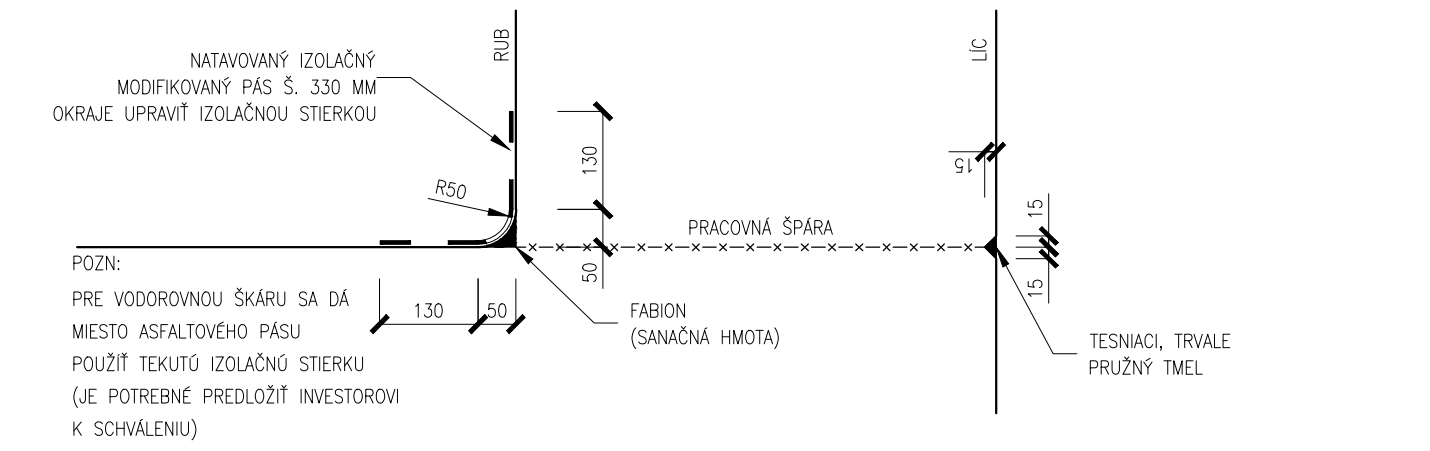 NATAVOVANÝ IZOLAČNÝ
MODIFIKOVANÝ PÁS Š. 330 MM
OKRAJE UPRAVIŤ IZOLAČNOU STIERKOU
RUB
LÍC
R50
130
50
15
PRACOVNÁ ŠPÁRA
15
15
130
50
FABION
(SANAČNÁ HMOTA)
TESNIACI, TRVALE
PRUŽNÝ TMEL
POZN:
PRE VODOROVNOU ŠKÁRU SA DÁ
MIESTO ASFALTOVÉHO PÁSU
POUŽÍŤ TEKUTÚ IZOLAČNÚ STIERKU
(JE POTREBNÉ PREDLOŽIŤ INVESTOROVI
K SCHVÁLENIU)